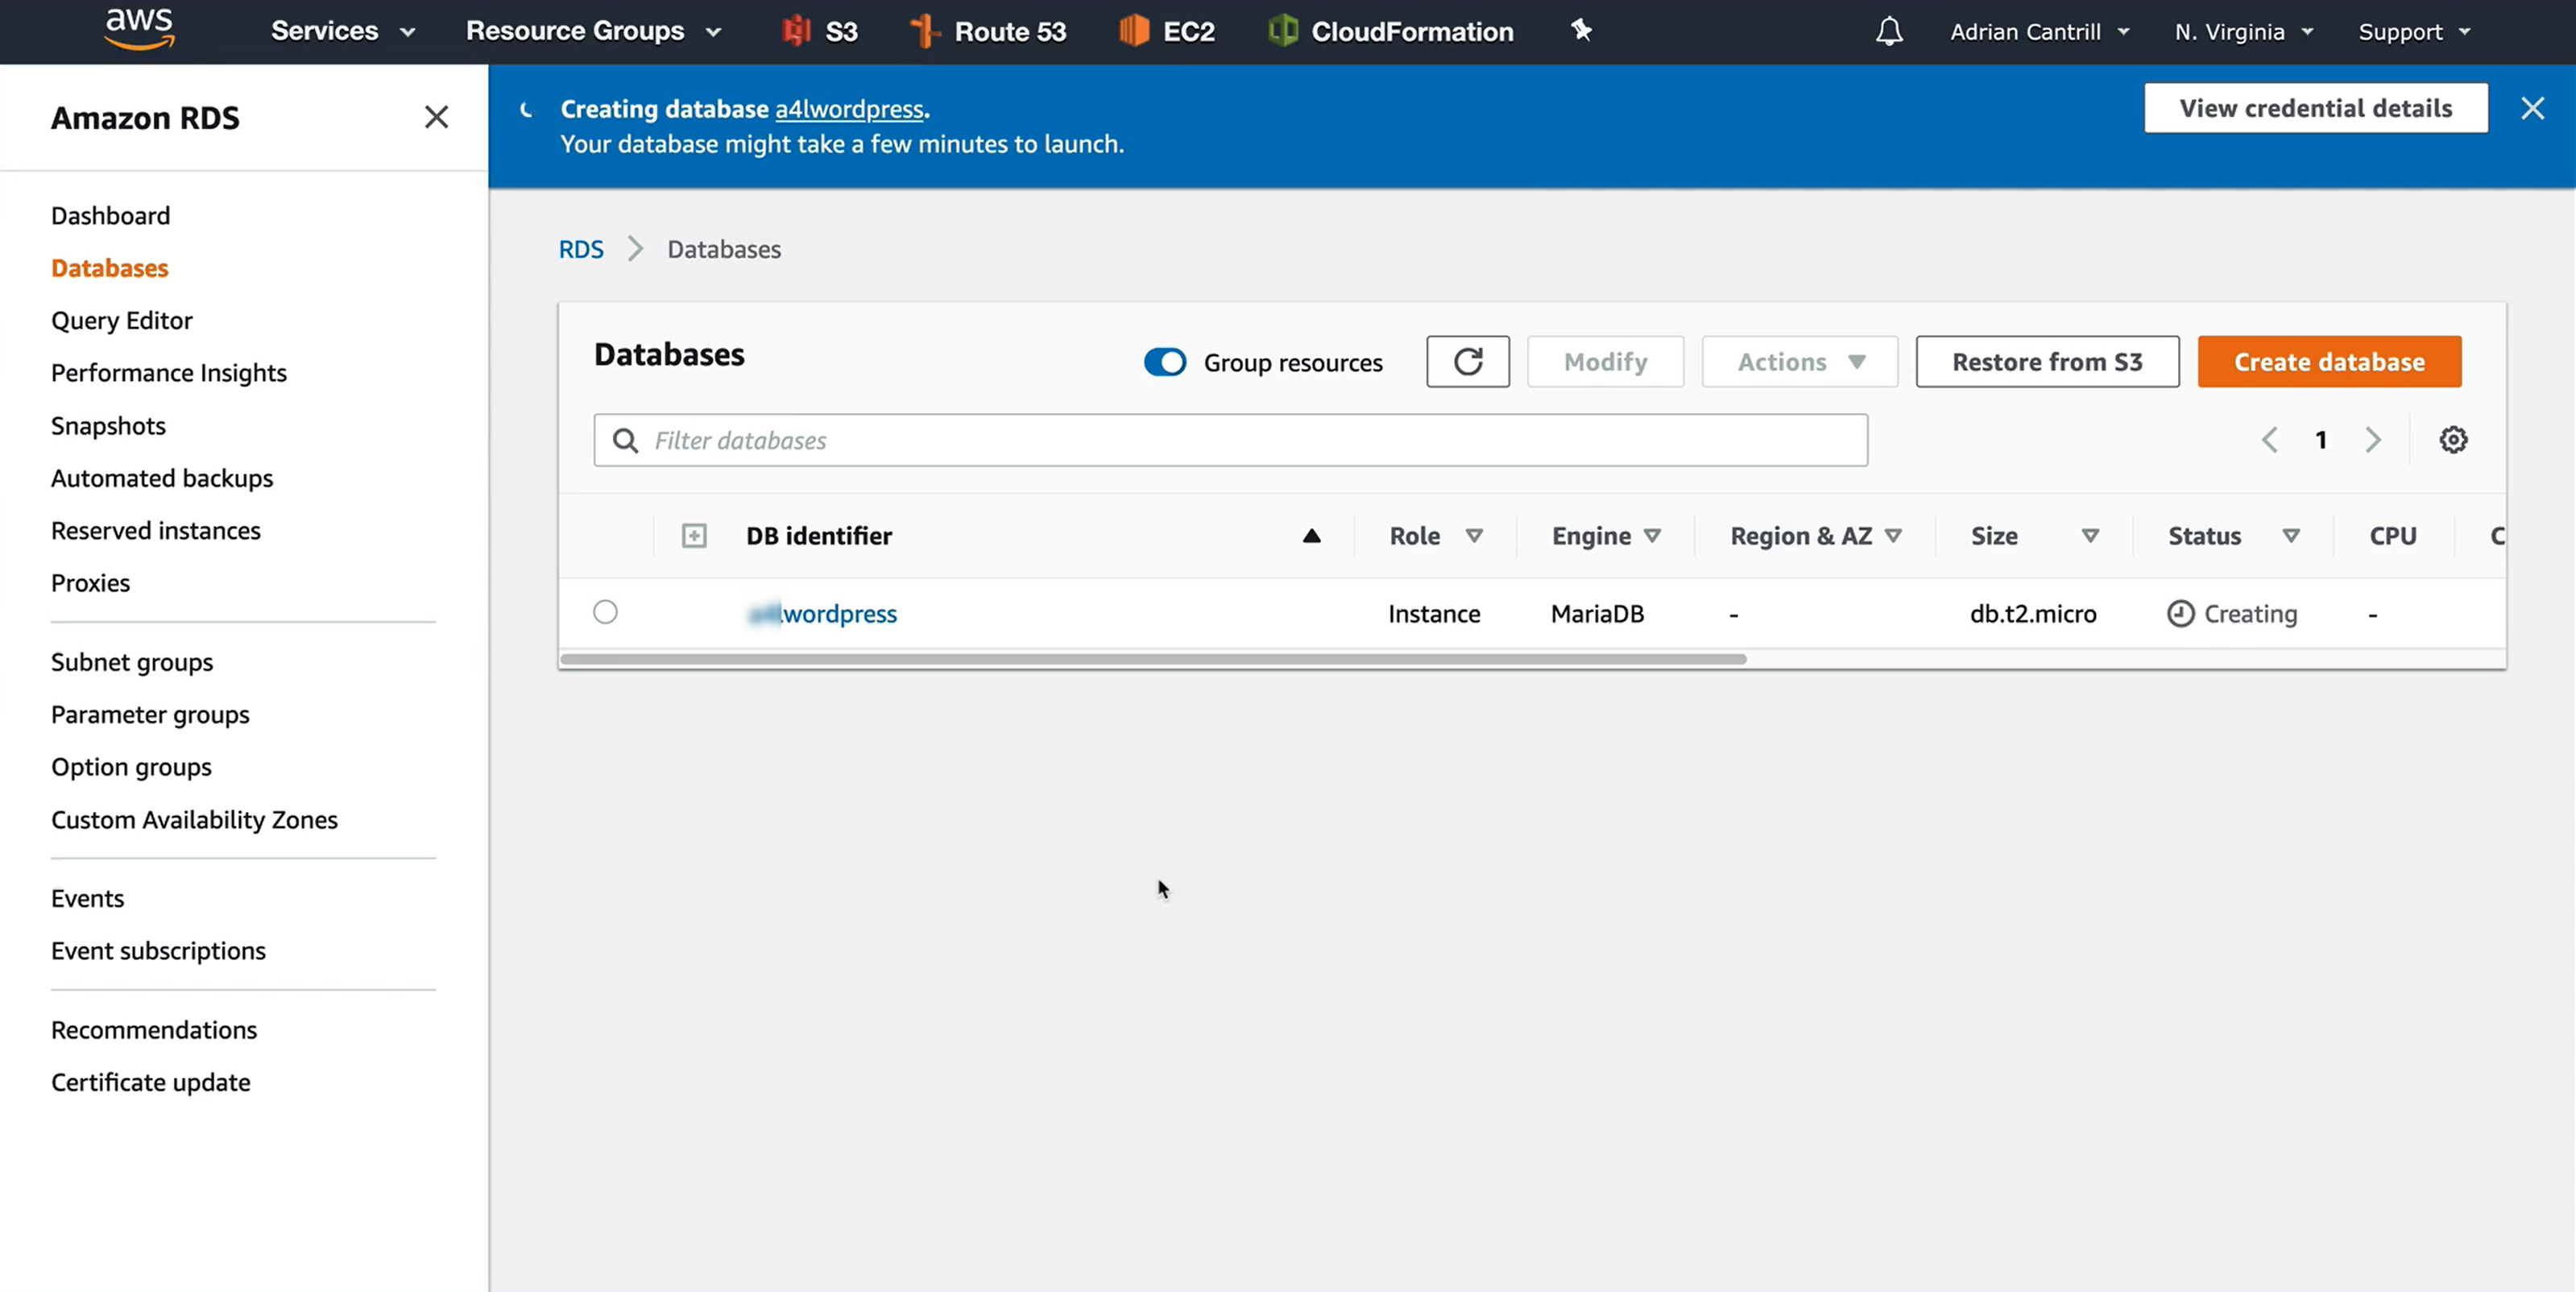 aws Services Resource Groups S3 Route 53 EC2 CloudFormation Adrian Cantrill N. Virginia Support
Amazon RDS
Dashboard
Databases
Query Editor
Performance Insights
Snapshots
Automated backups
Reserved instances
Proxies
Subnet groups
Parameter groups
Option groups
Custom Availability Zones
Events
Event subscriptions
Recommendations
Certificate update
Creating database a4lwordpress.
Your database might take a few minutes to launch.
View credential details
RDS Databases
Databases Group resources Modify Actions Restore from S3 Create database
Filter databases 1
DB identifier Role Engine Region & AZ Size Status CPU C
wordpress Instance MariaDB - db.t2.micro Creating -